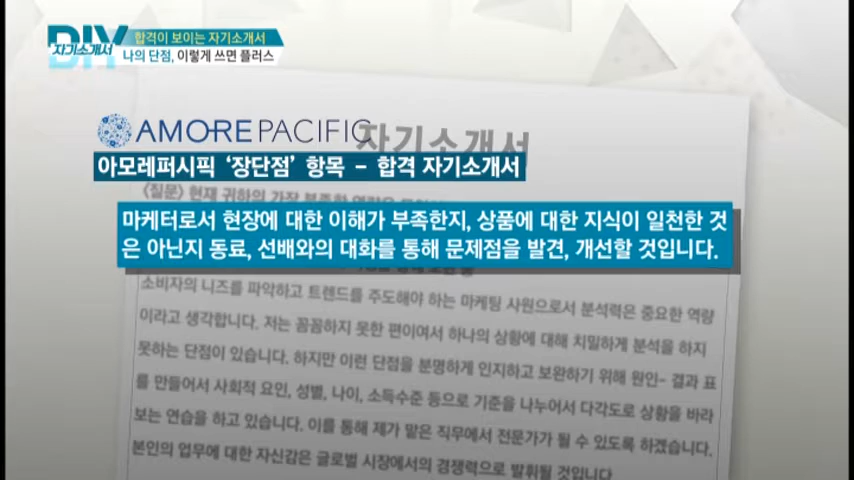 DIY
자기소개서
합격이 보이는 자기소개서
나의 단점, 이렇게 쓰면 플러스
AMOREPACIFIC
자기소개서
아모레퍼시픽 ‘장단점’ 항목 – 합격 자기소개서
<질문> 현재 귀하의 가장 부족한 역량은
마케터로서 현장에 대한 이해가 부족한지, 상품에 대한 지식이 일천한 것
은 아닌지 동료, 선배와의 대화를 통해 문제점을 발견, 개선할 것입니다.
소비자의 니즈를 파악하고 트렌드를 주도해야 하는 마케팅 사원으로서 분석력은 중요한 역량
이라고 생각합니다. 저는 꼼꼼하지 못한 편이여서 하나의 상황에 대해 치밀하게 분석을 하지
못하는 단점이 있습니다. 하지만 이런 단점을 분명하게 인지하고 보완하기 위해 원인- 결과 표
를 만들어서 사회적 요인, 성별, 나이, 소득수준 등으로 기준을 나누어서 다각도로 상황을 바라
보는 연습을 하고 있습니다. 이를 통해 제가 맡은 직무에서 전문가가 될 수 있도록 하겠습니다.
본인의 업무에 대한 자신감은 글로벌 시장에서의 경쟁력으로 발휘될 것입니다